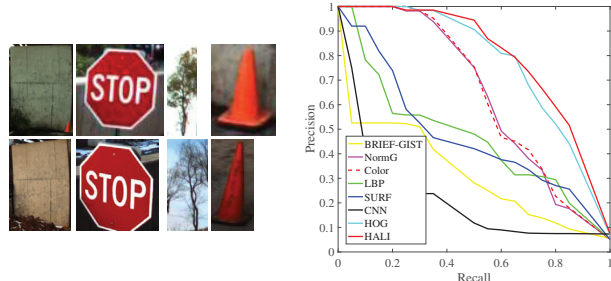 STOP
STOP
Precision
1
0.9
0.8
0.7
0.6
0.5
0.4
0.3
0.2
0.1
0
BRIEF-GIST
NormG
Color
LBP
SURF
CNN
HOG
HALI
0 0.2 0.4 0.6 0.8 1
Recall